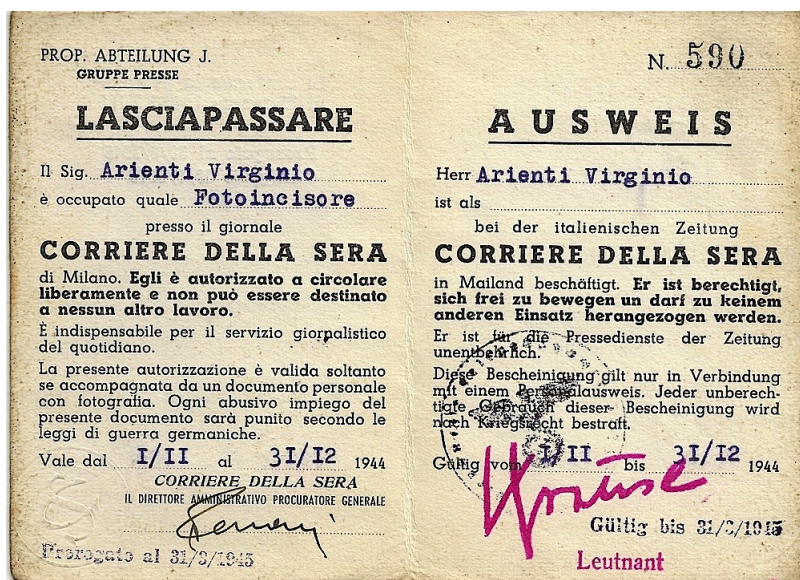 PROP. ABTEILUNG J.
GRUPPE PRESSE
LASCIAPASSARE
Il Sig. Arienti Virginio
è occupato quale Fotoincisore
presso il giornale
CORRIERE DELLA SERA
di Milano. Egli è autorizzato a circolare
liberamente e non può essere destinato
a nessun altro lavoro.
È indispensabile per il servizio giornalistico
del quotidiano.
La presente autorizzazione è valida soltanto
se accompagnata da un documento personale
con fotografia. Ogni abusivo impiego del
presente documento sarà punito secondo le
leggi di guerra germaniche.
Vale dal I/II al 31/12 1944
CORRIERE DELLA SERA
IL DIRETTORE AMMINISTRATIVO PROCURATORE GENERALE
Prorogato al 31/3/1945
N. 590
AUSWEIS
Herr Arienti Virginio
ist als
bei der italienischen Zeitung
CORRIERE DELLA SERA
in Mailand beschäftigt. Er ist berechtigt,
sich frei zu bewegen und darf zu keinem
anderen Einsatz herangezogen werden.
Er ist für die Pressedienste der Zeitung
unentbehrlich.
Diese Bescheinigung gilt nur in Verbindung
mit einem Personalausweis. Jeder unberech-
tigte Gebrauch dieser Bescheinigung wird
nach Kriegsrecht bestraft.
Gültig vom I/II bis 31/12 1944
Gültig bis 31/3/1945
Leutnant